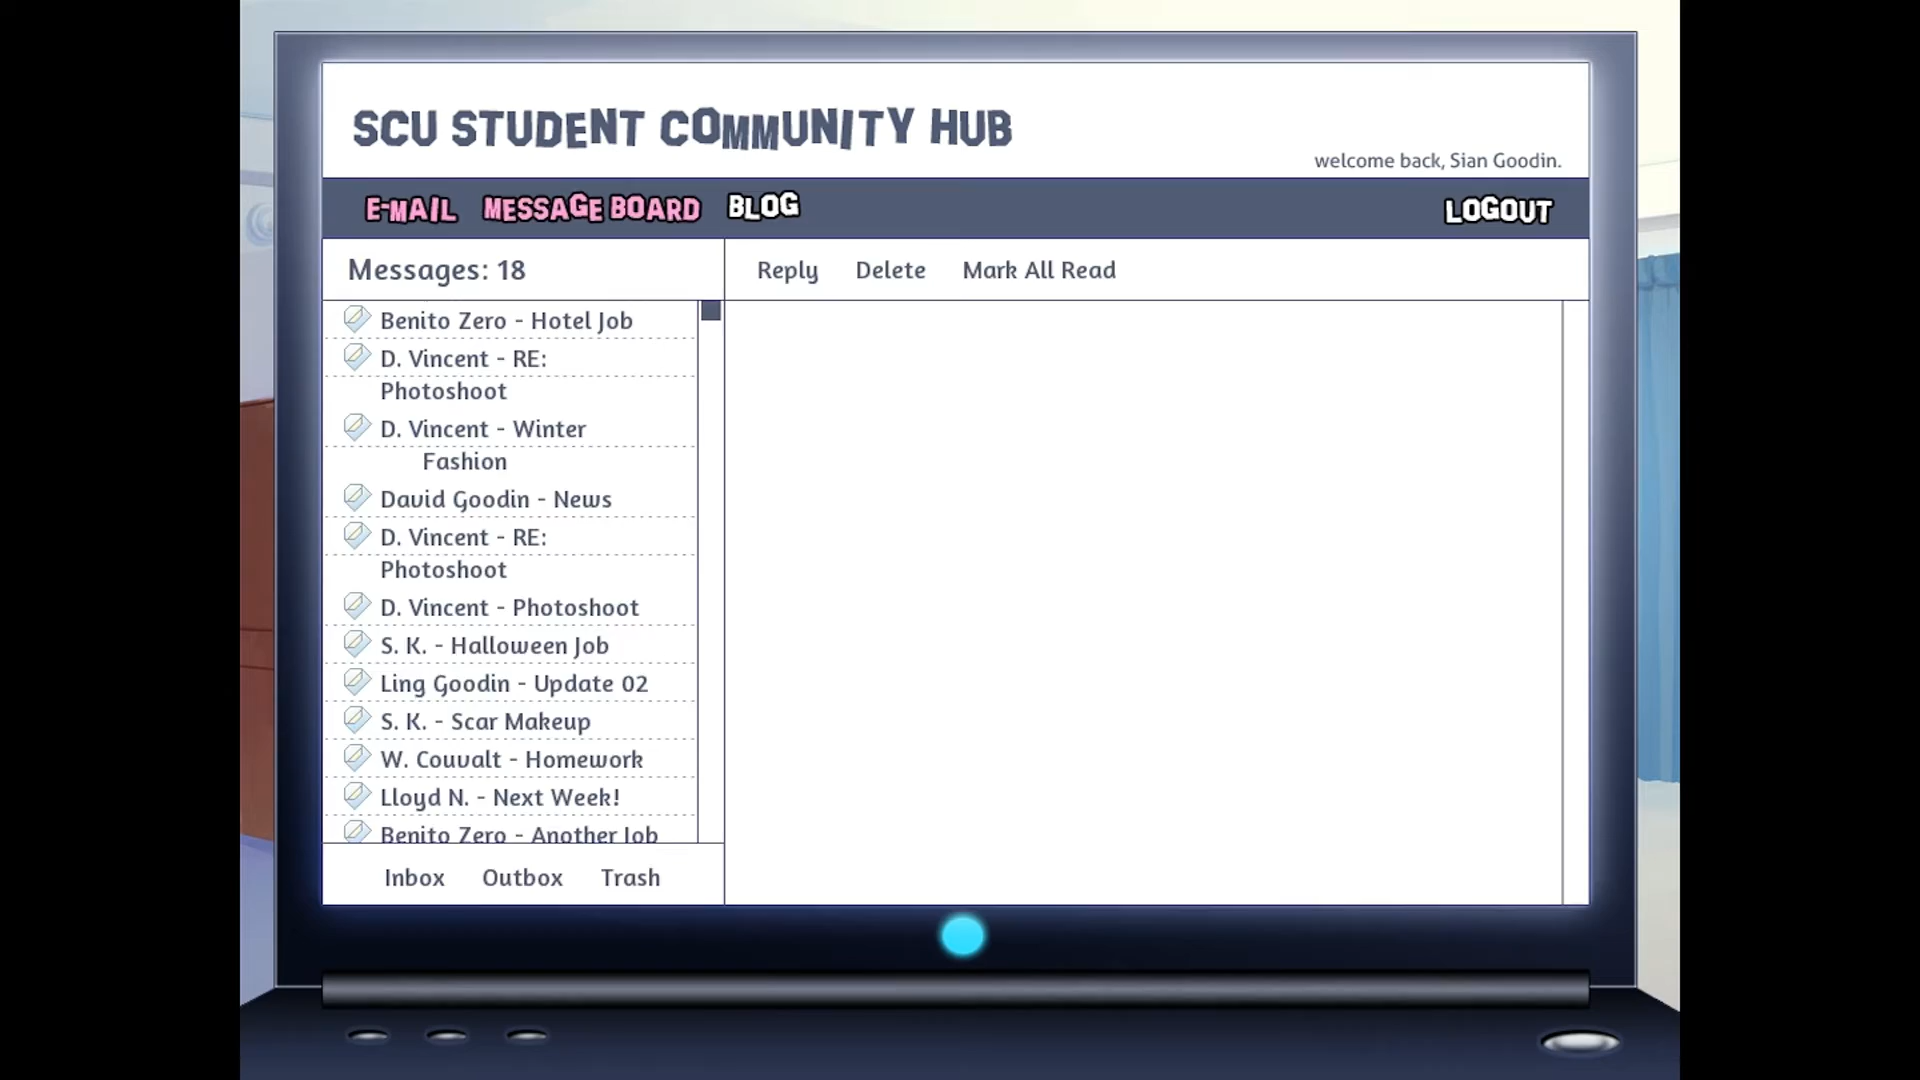 SCU STUDENT COMMUNITY HUB
welcome back, Sian Goodin.
E-MAIL MESSAGE BOARD BLOG LOGOUT
Messages: 18
Reply Delete Mark All Read
Benito Zero - Hotel Job
D. Vincent - RE:
Photoshoot
D. Vincent - Winter
Fashion
David Goodin - News
D. Vincent - RE:
Photoshoot
D. Vincent - Photoshoot
S. K. - Halloween Job
Ling Goodin - Update 02
S. K. - Scar Makeup
W. Couvalt - Homework
Lloyd N. - Next Week!
Benito Zero - Another Job
Inbox Outbox Trash